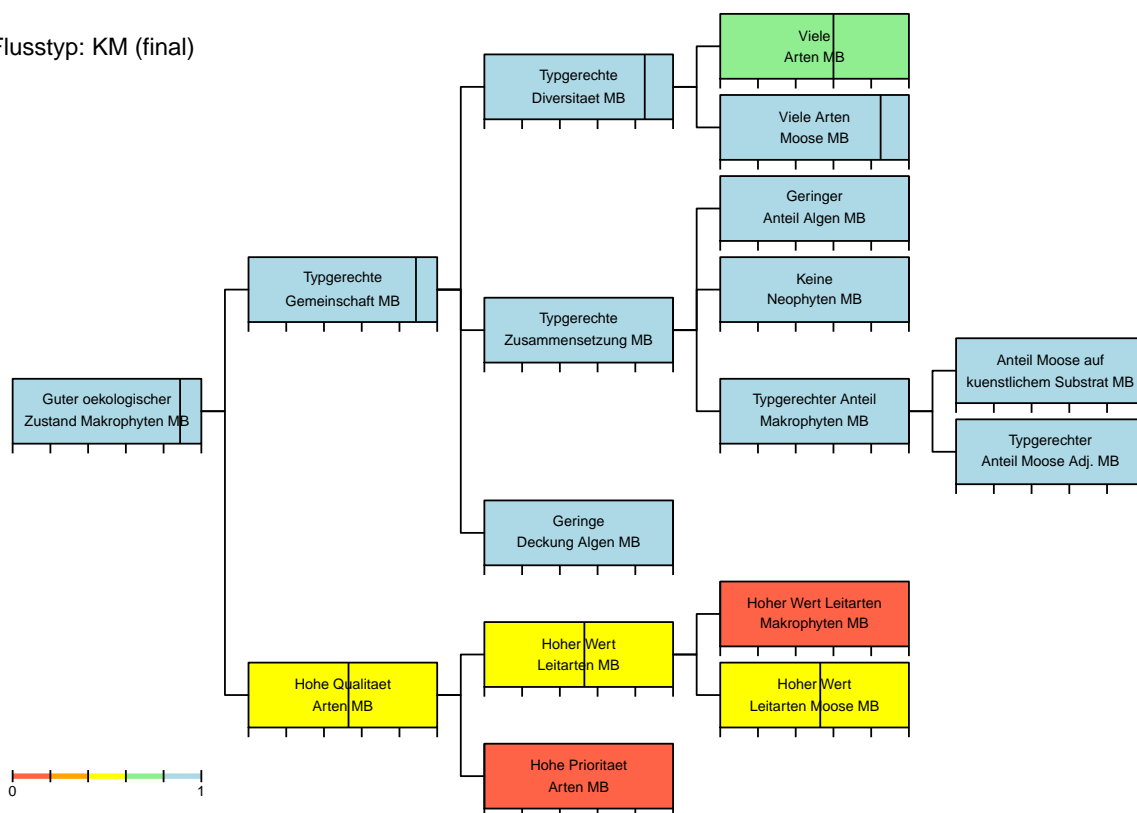 Flusstyp: KM (final)
Viele
Arten MB
Typgerechte
Diversitaet MB
Viele Arten
Moose MB
Geringer
Anteil Algen MB
Typgerechte
Gemeinschaft MB
Keine
Neophyten MB
Typgerechte
Zusammensetzung MB
Anteil Moose auf
kuenstlichem Substrat MB
Guter oekologischer
Zustand Makrophyten MB
Typgerechter Anteil
Makrophyten MB
Typgerechter
Anteil Moose Adj. MB
Geringe
Deckung Algen MB
Hoher Wert Leitarten
Makrophyten MB
Hoher Wert
Leitarten MB
Hohe Qualitaet
Arten MB
Hoher Wert
Leitarten Moose MB
Hohe Prioritaet
Arten MB
0 1